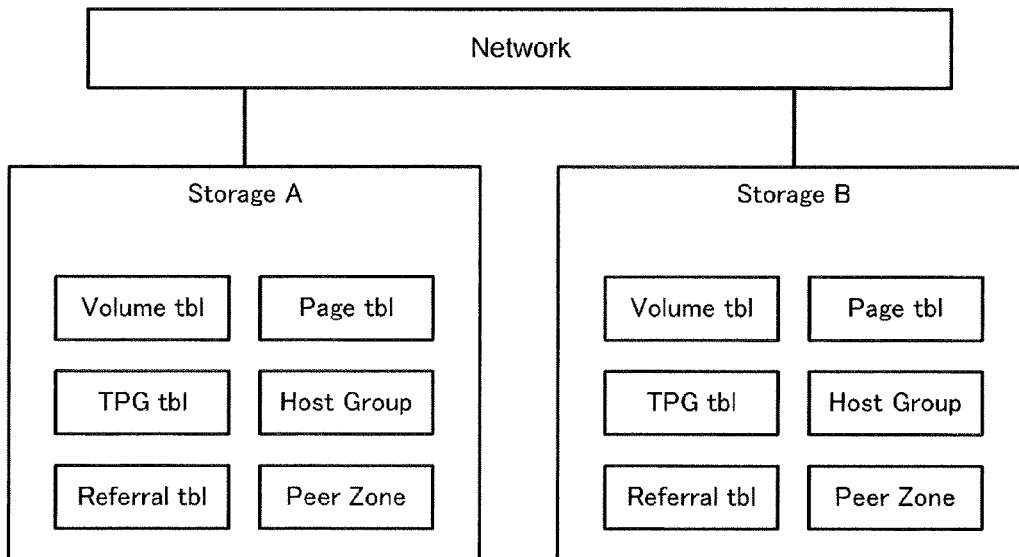 Network
Storage A
Volume tbl
Page tbl
TPG tbl
Host Group
Referral tbl
Peer Zone
Storage B
Volume tbl
Page tbl
TPG tbl
Host Group
Referral tbl
Peer Zone